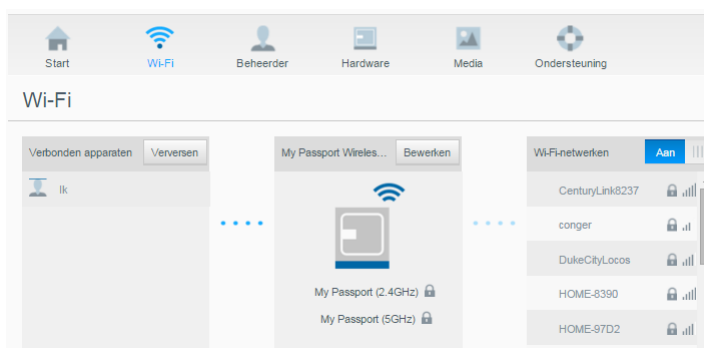 Start Wi-Fi Beheerder Hardware Media Ondersteuning
Wi-Fi
Verbonden apparaten Verversen
Ik
My Passport Wireles... Bewerken
My Passport (2.4GHz)
My Passport (5GHz)
Wi-Fi-netwerken Aan
CenturyLink8237
conger
DukeCityLocos
HOME-8390
HOME-97D2